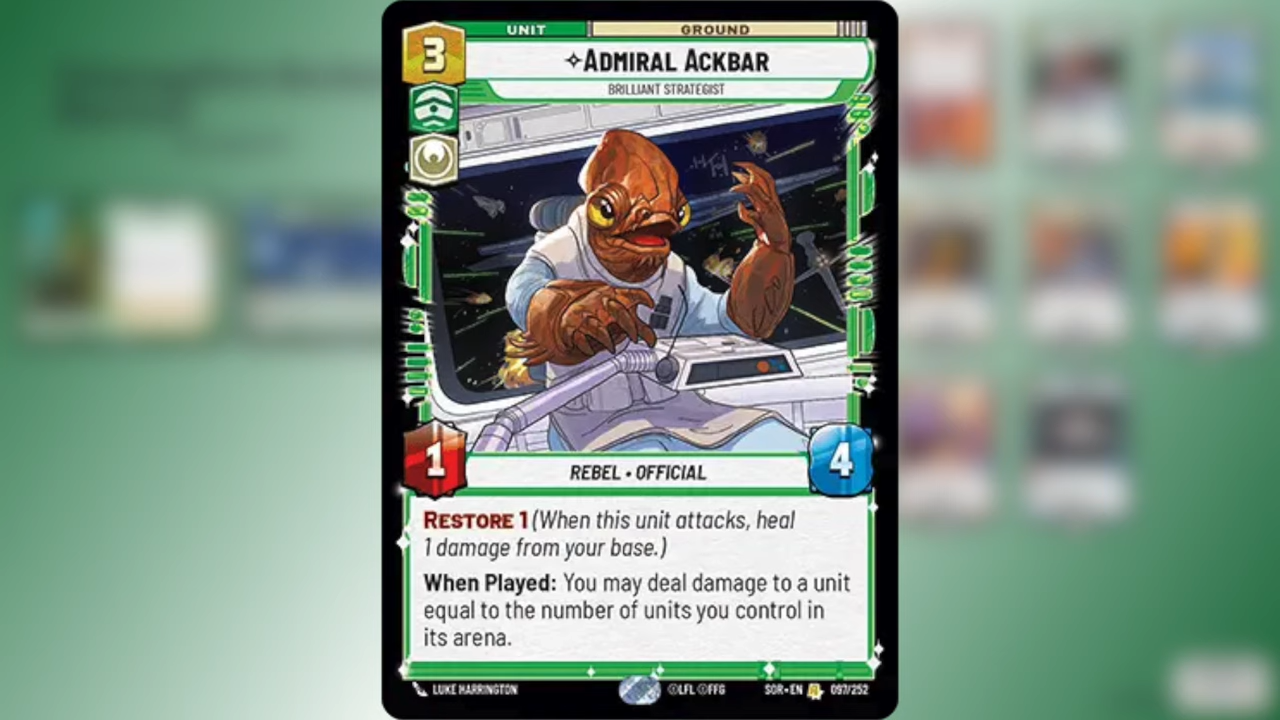 UNIT GROUND
3
✧ADMIRAL ACKBAR
BRILLIANT STRATEGIST
1
REBEL • OFFICIAL
4
RESTORE 1 (When this unit attacks, heal
1 damage from your base.)
When Played: You may deal damage to a unit
equal to the number of units you control in
its arena.
LUKE HARRINGTON ©LFL ©FFG SOR•EN R 097/252